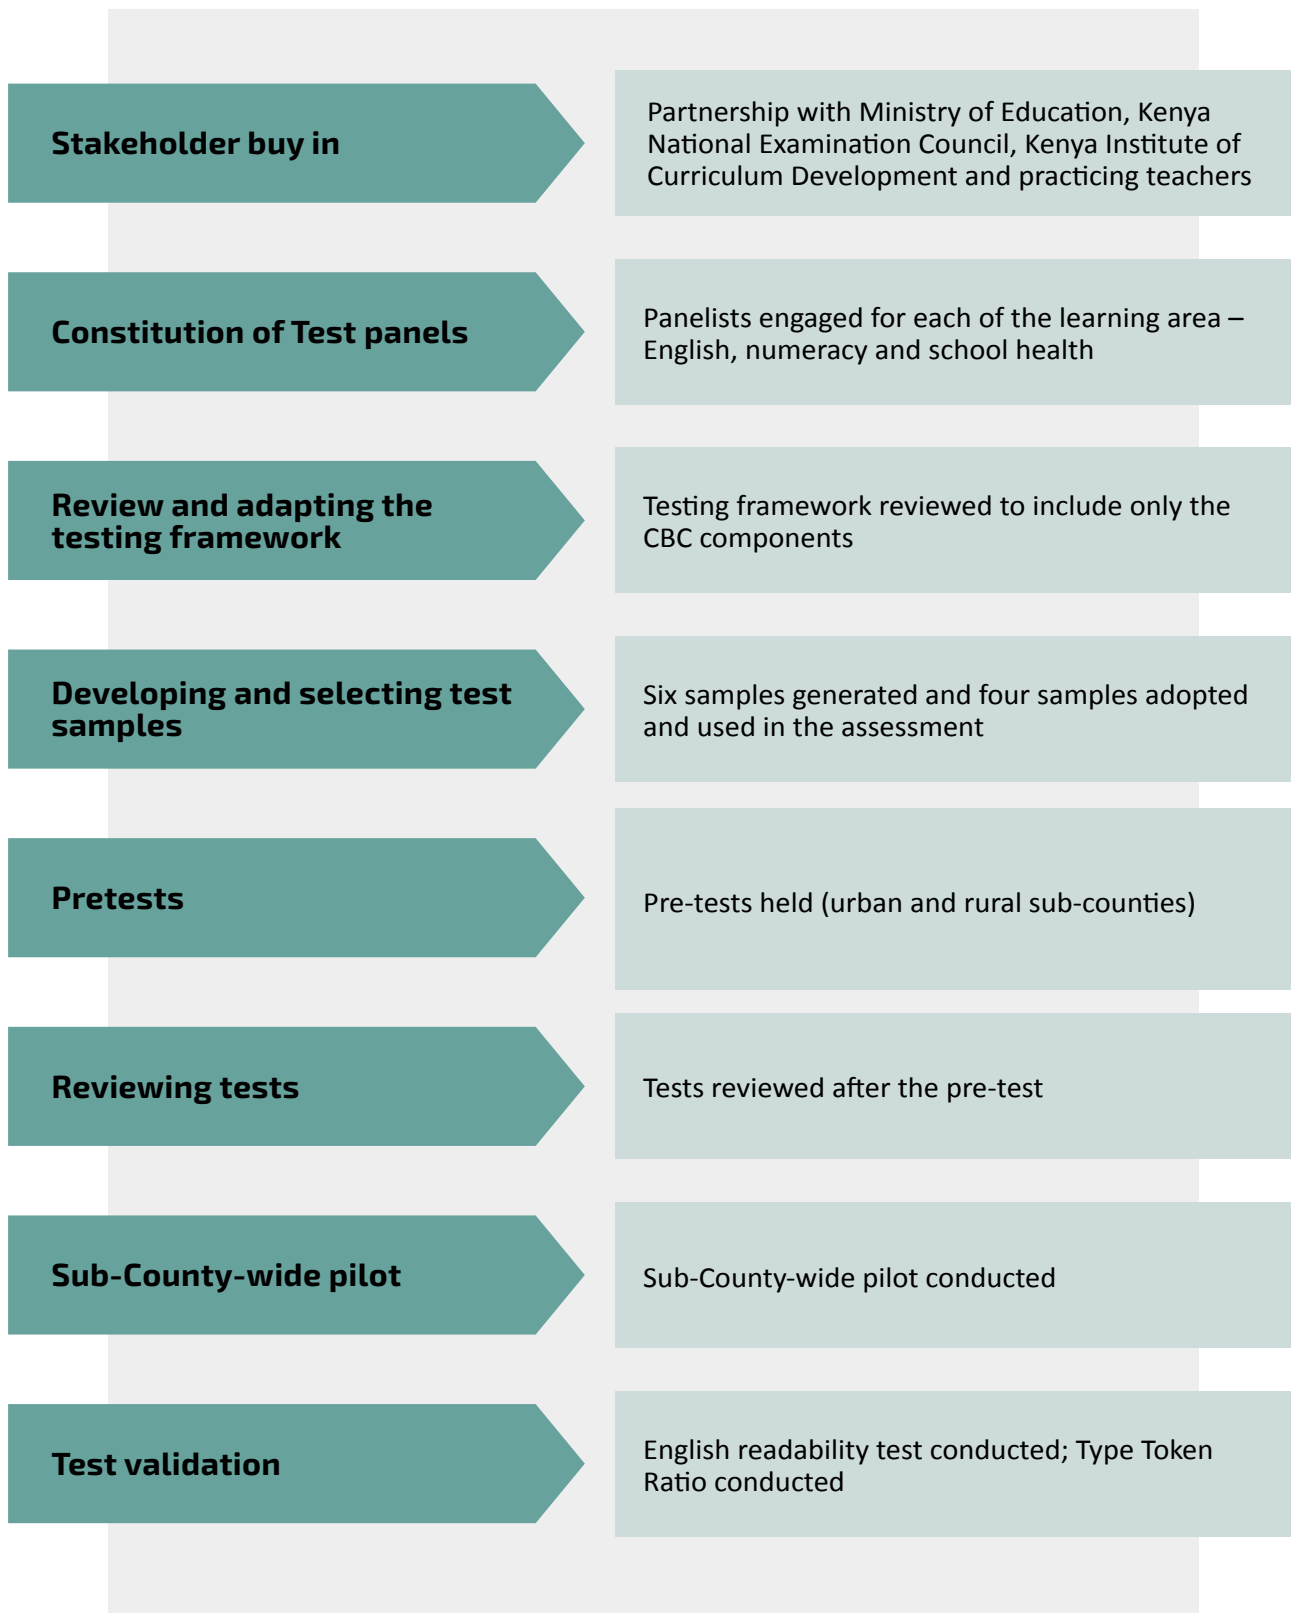 Stakeholder buy in
Partnership with Ministry of Education, Kenya
National Examination Council, Kenya Institute of
Curriculum Development and practicing teachers
Constitution of Test panels
Panelists engaged for each of the learning area –
English, numeracy and school health
Review and adapting the
testing framework
Testing framework reviewed to include only the
CBC components
Developing and selecting test
samples
Six samples generated and four samples adopted
and used in the assessment
Pretests
Pre-tests held (urban and rural sub-counties)
Reviewing tests
Tests reviewed after the pre-test
Sub-County-wide pilot
Sub-County-wide pilot conducted
Test validation
English readability test conducted; Type Token
Ratio conducted